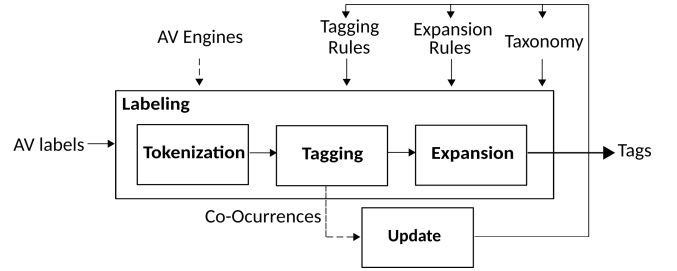 AV Engines
Tagging
Rules
Expansion
Rules
Taxonomy
Labeling
AV labels
Tokenization
Tagging
Expansion
Tags
Co-Ocurrences
Update